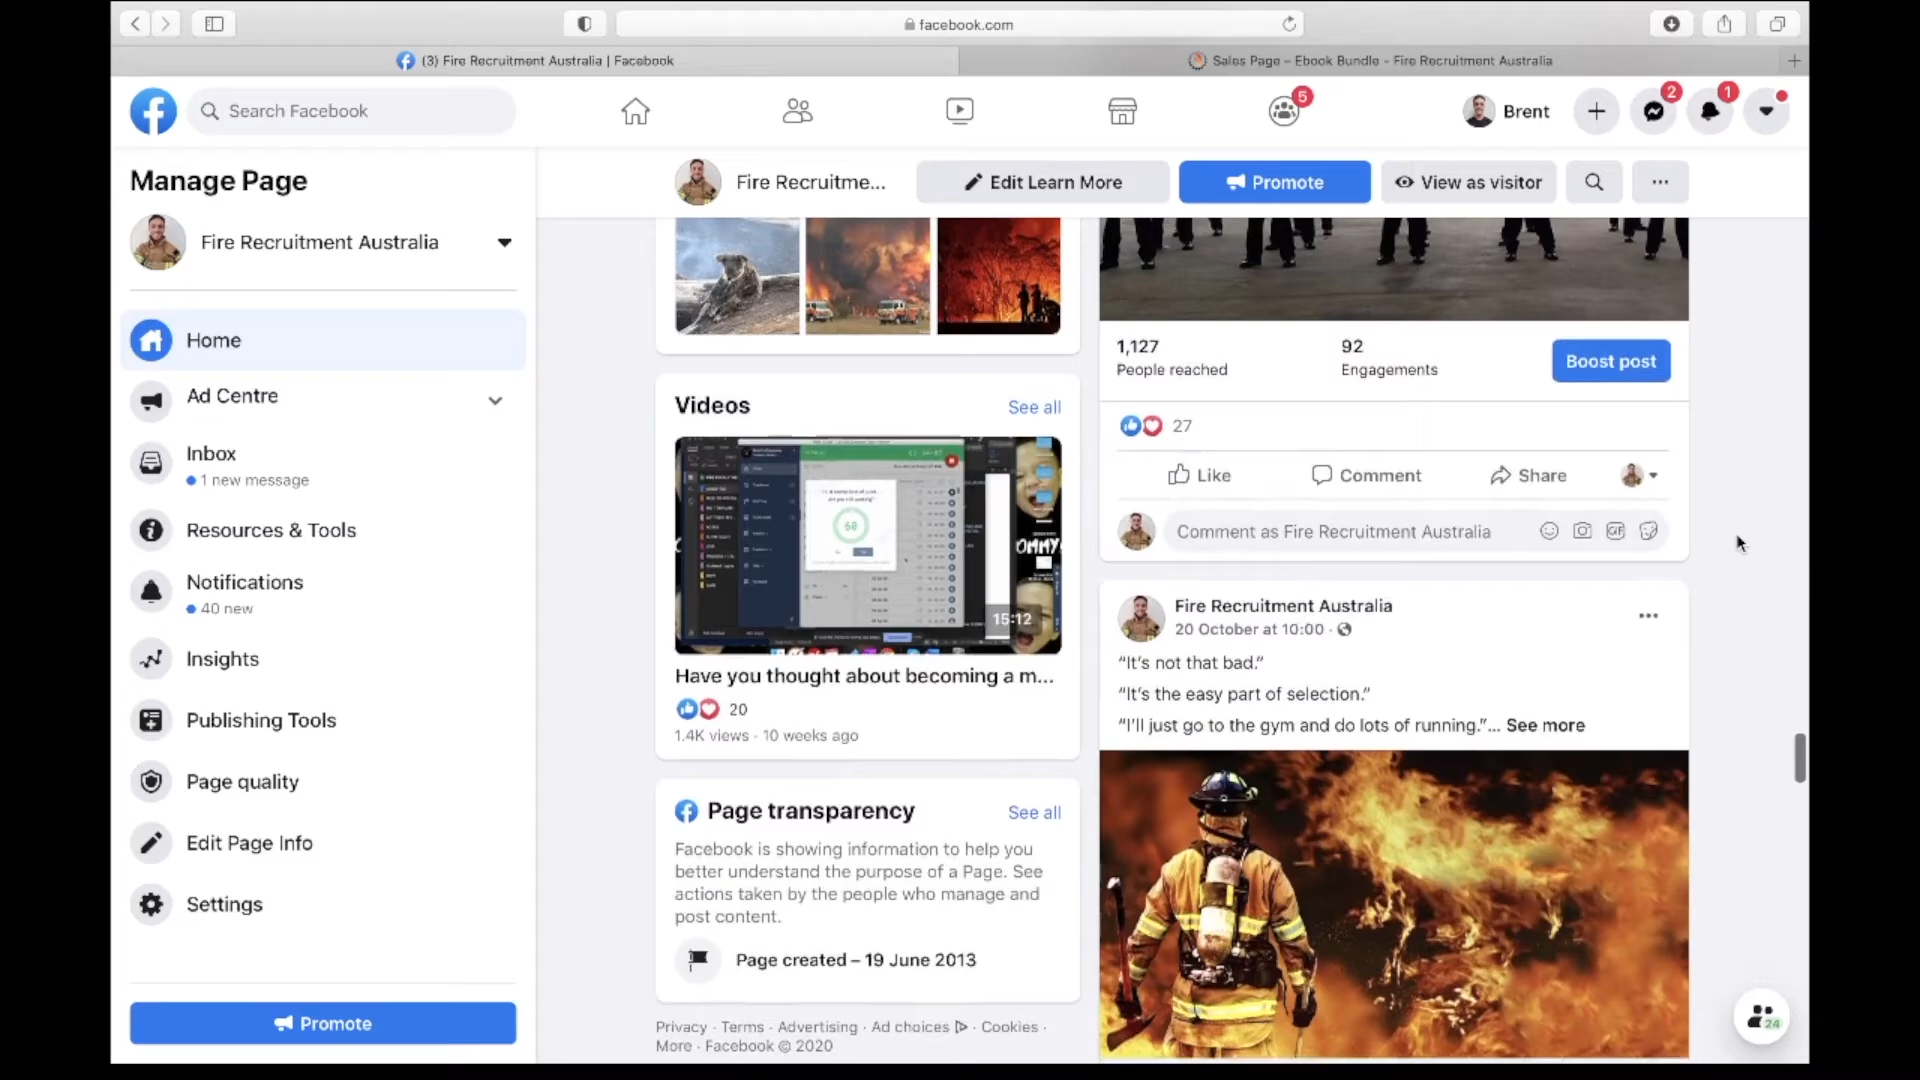 facebook.com
(3) Fire Recruitment Australia | Facebook
Sales Page – Ebook Bundle – Fire Recruitment Australia
Search Facebook
5
Brent
2
1
Manage Page
Fire Recruitment Australia
Home
Ad Centre
Inbox
1 new message
Resources & Tools
Notifications
40 new
Insights
Publishing Tools
Page quality
Edit Page Info
Settings
Promote
Fire Recruitme...
Edit Learn More
Promote
View as visitor
Videos
See all
60
15:12
Have you thought about becoming a m...
20
1.4K views · 10 weeks ago
Page transparency
See all
Facebook is showing information to help you
better understand the purpose of a Page. See
actions taken by the people who manage and
post content.
Page created – 19 June 2013
Privacy · Terms · Advertising · Ad choices · Cookies ·
More · Facebook © 2020
1,127
People reached
92
Engagements
Boost post
27
Like
Comment
Share
Comment as Fire Recruitment Australia
GIF
Fire Recruitment Australia
20 October at 10:00 ·
“It’s not that bad.”
“It’s the easy part of selection.”
“I’ll just go to the gym and do lots of running.”... See more
24